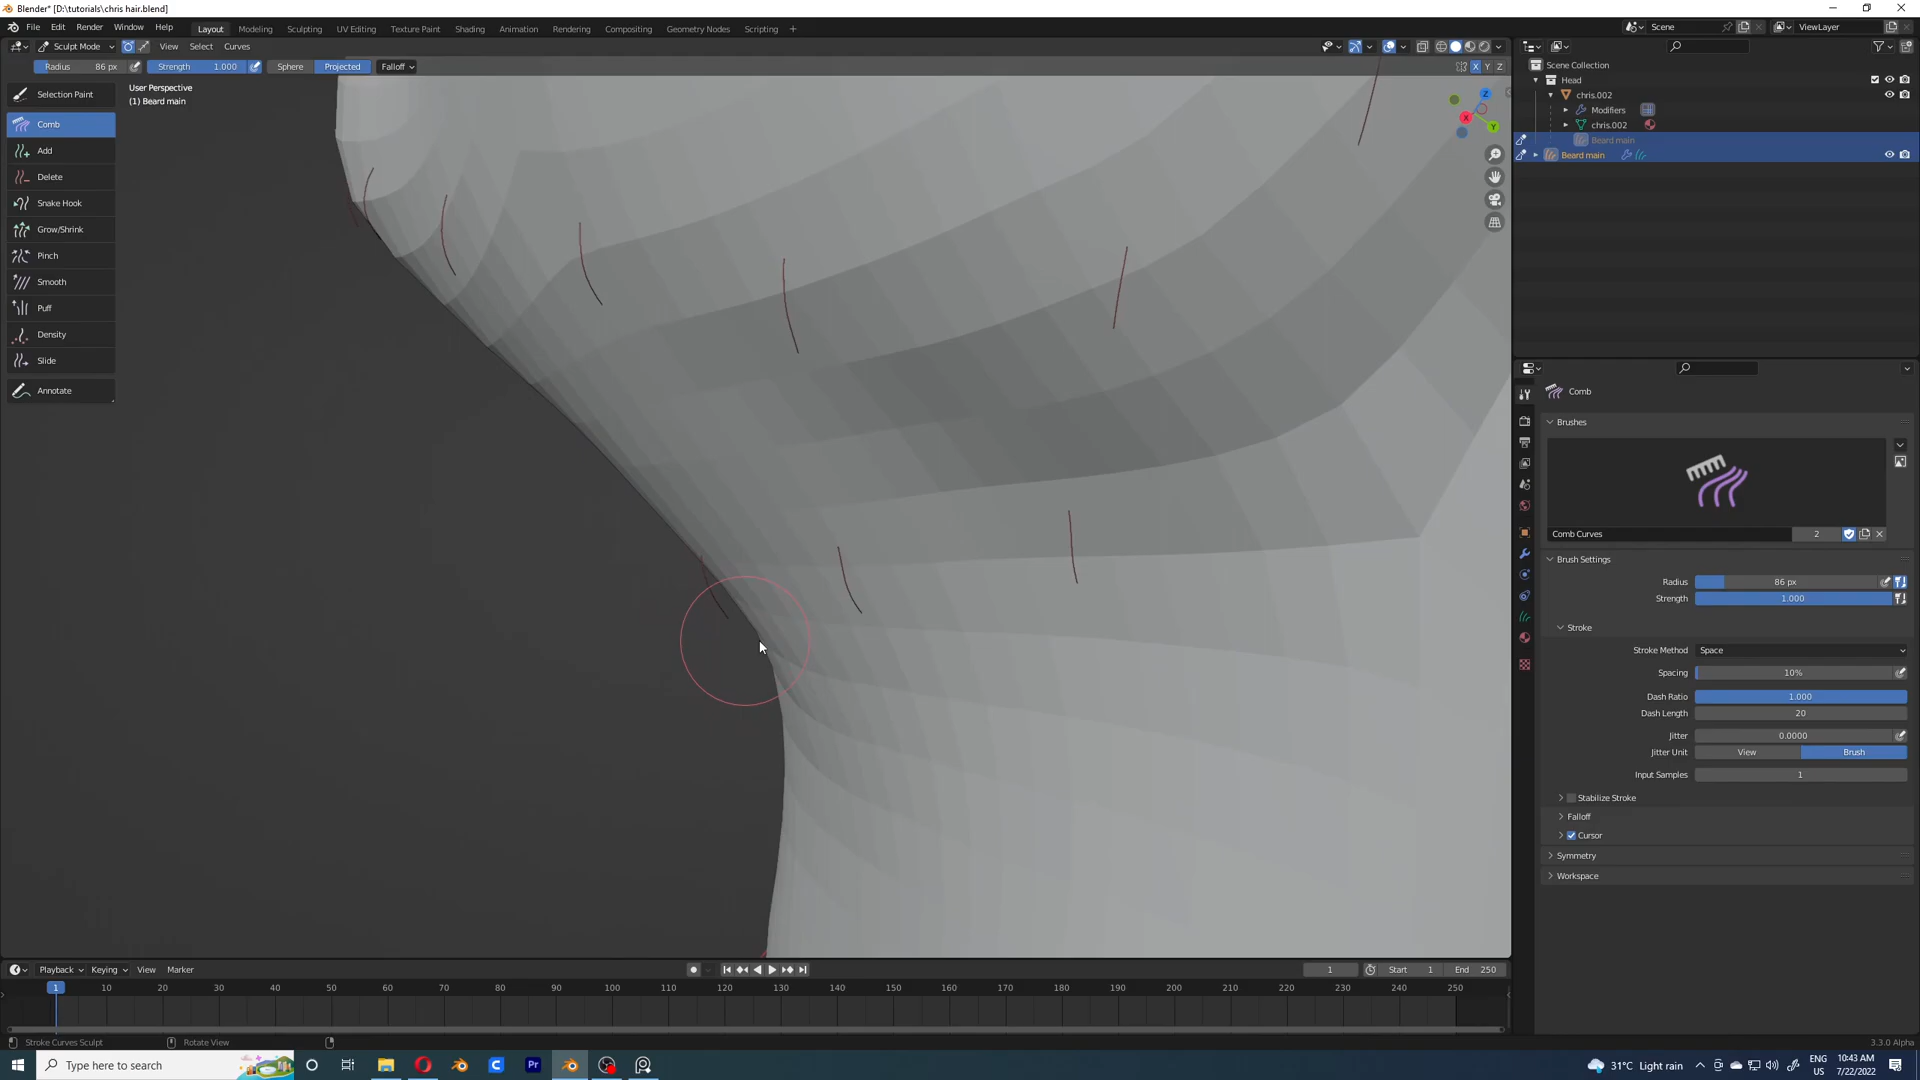 Blender* [D:\tutorials\chris hair.blend]
File Edit Render Window Help Layout Modeling Sculpting UV Editing Texture Paint Shading Animation Rendering Compositing Geometry Nodes Scripting + Scene ViewLayer
Sculpt Mode View Select Curves
Radius 86 px Strength 1.000 Sphere Projected Falloff X Y Z
User Perspective
(1) Beard main
Selection Paint
Comb
Add
Delete
Snake Hook
Grow/Shrink
Pinch
Smooth
Puff
Density
Slide
Annotate
Z
X
Y
Scene Collection
Head
chris.002
Modifiers
chris.002
Beard main
Beard main
Comb
Brushes
Comb Curves 2
Brush Settings
Radius 86 px
Strength 1.000
Stroke
Stroke Method Space
Spacing 10%
Dash Ratio 1.000
Dash Length 20
Jitter 0.0000
Jitter Unit View Brush
Input Samples 1
Stabilize Stroke
Falloff
Cursor
Symmetry
Workspace
Playback Keying View Marker 1 Start 1 End 250
1 10 20 30 40 50 60 70 80 90 100 110 120 130 140 150 160 170 180 190 200 210 220 230 240 250
Stroke Curves Sculpt Rotate View 3.3.0 Alpha
Type here to search Pr 31°C Light rain ENG US 10:43 AM 7/22/2022